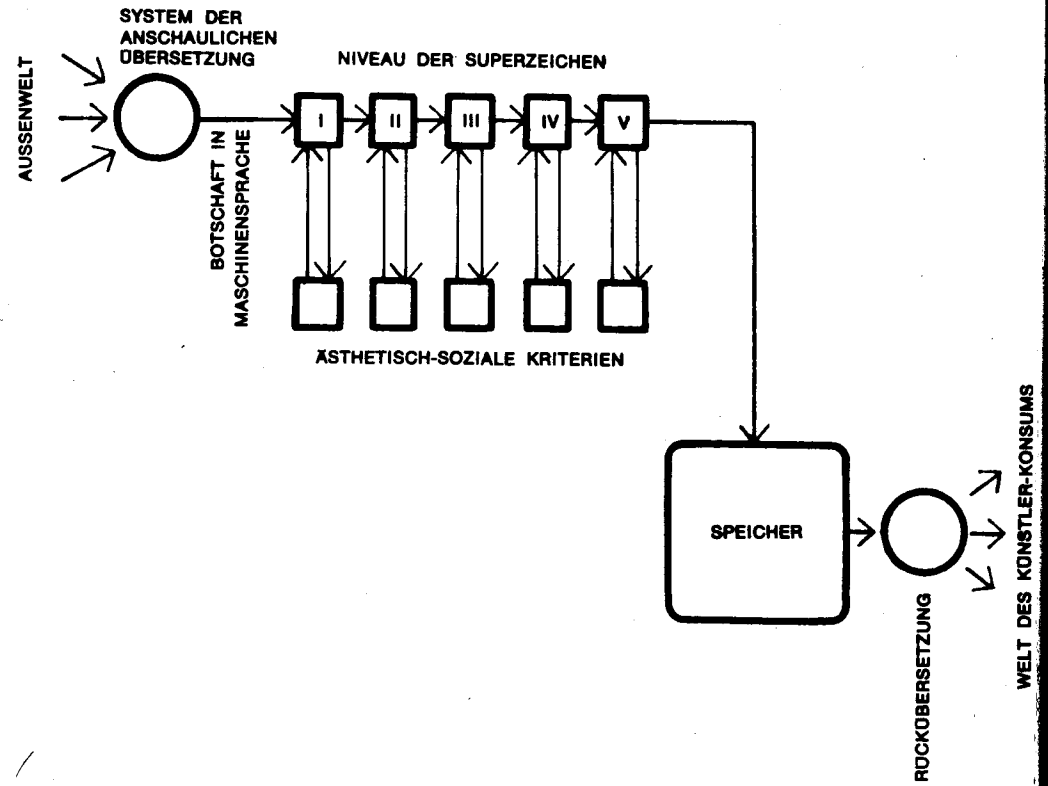 SYSTEM DER
ANSCHAULICHEN
ÜBERSETZUNG
AUSSENWELT
NIVEAU DER SUPERZEICHEN
I
II
III
IV
V
BOTSCHAFT IN
MASCHINENSPRACHE
ÄSTHETISCH-SOZIALE KRITERIEN
SPEICHER
RÜCKÜBERSETZUNG
WELT DES KÜNSTLER-KONSUMS